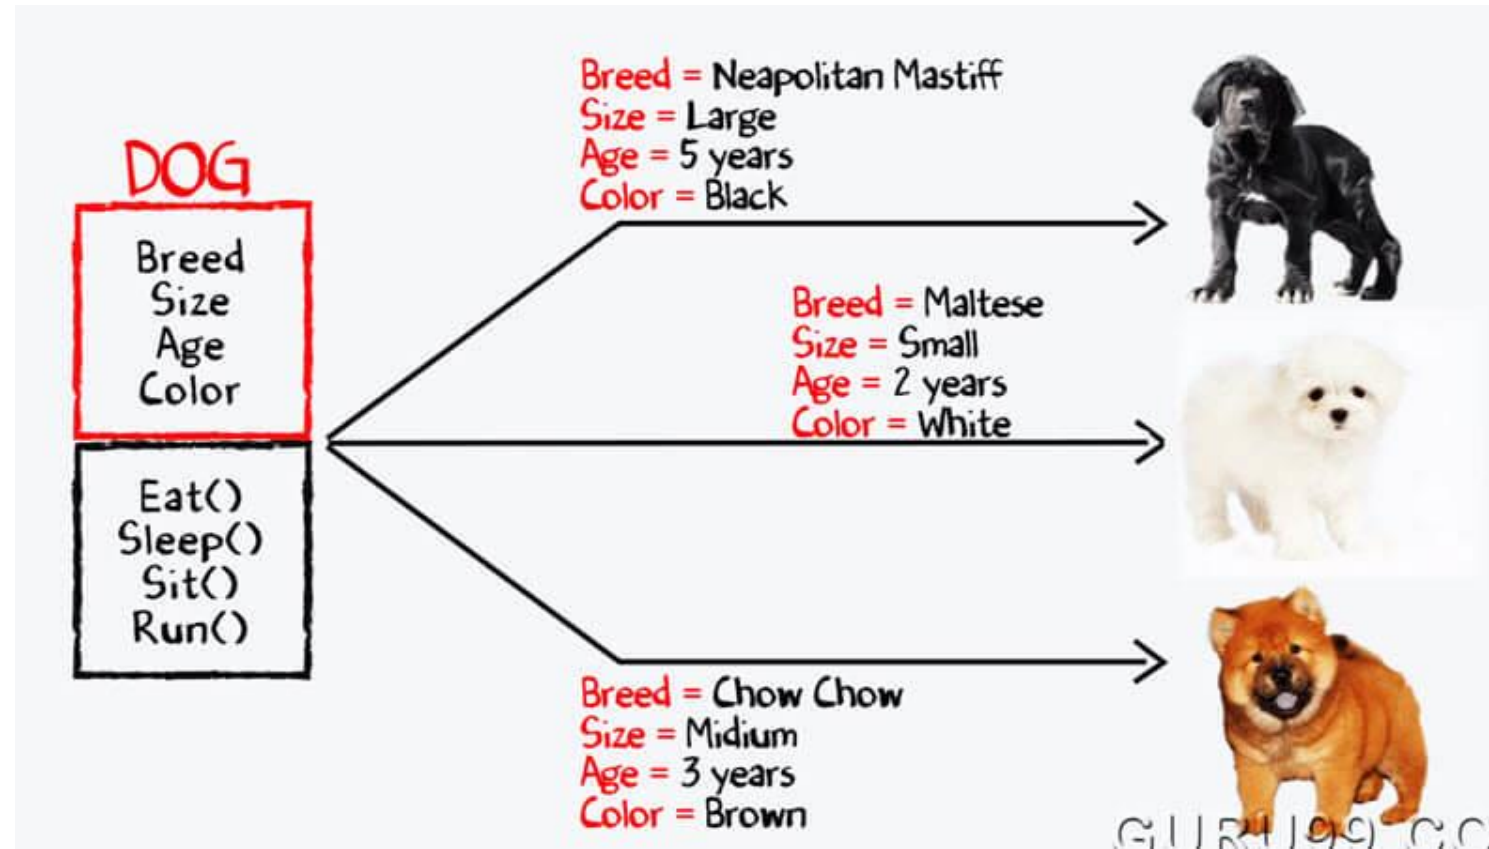 DOG
Breed
Size
Age
Color
Eat()
Sleep()
Sit()
Run()
Breed = Neapolitan Mastiff
Size = Large
Age = 5 years
Color = Black
Breed = Maltese
Size = Small
Age = 2 years
Color = White
Breed = Chow Chow
Size = Midium
Age = 3 years
Color = Brown
GURU99.CO